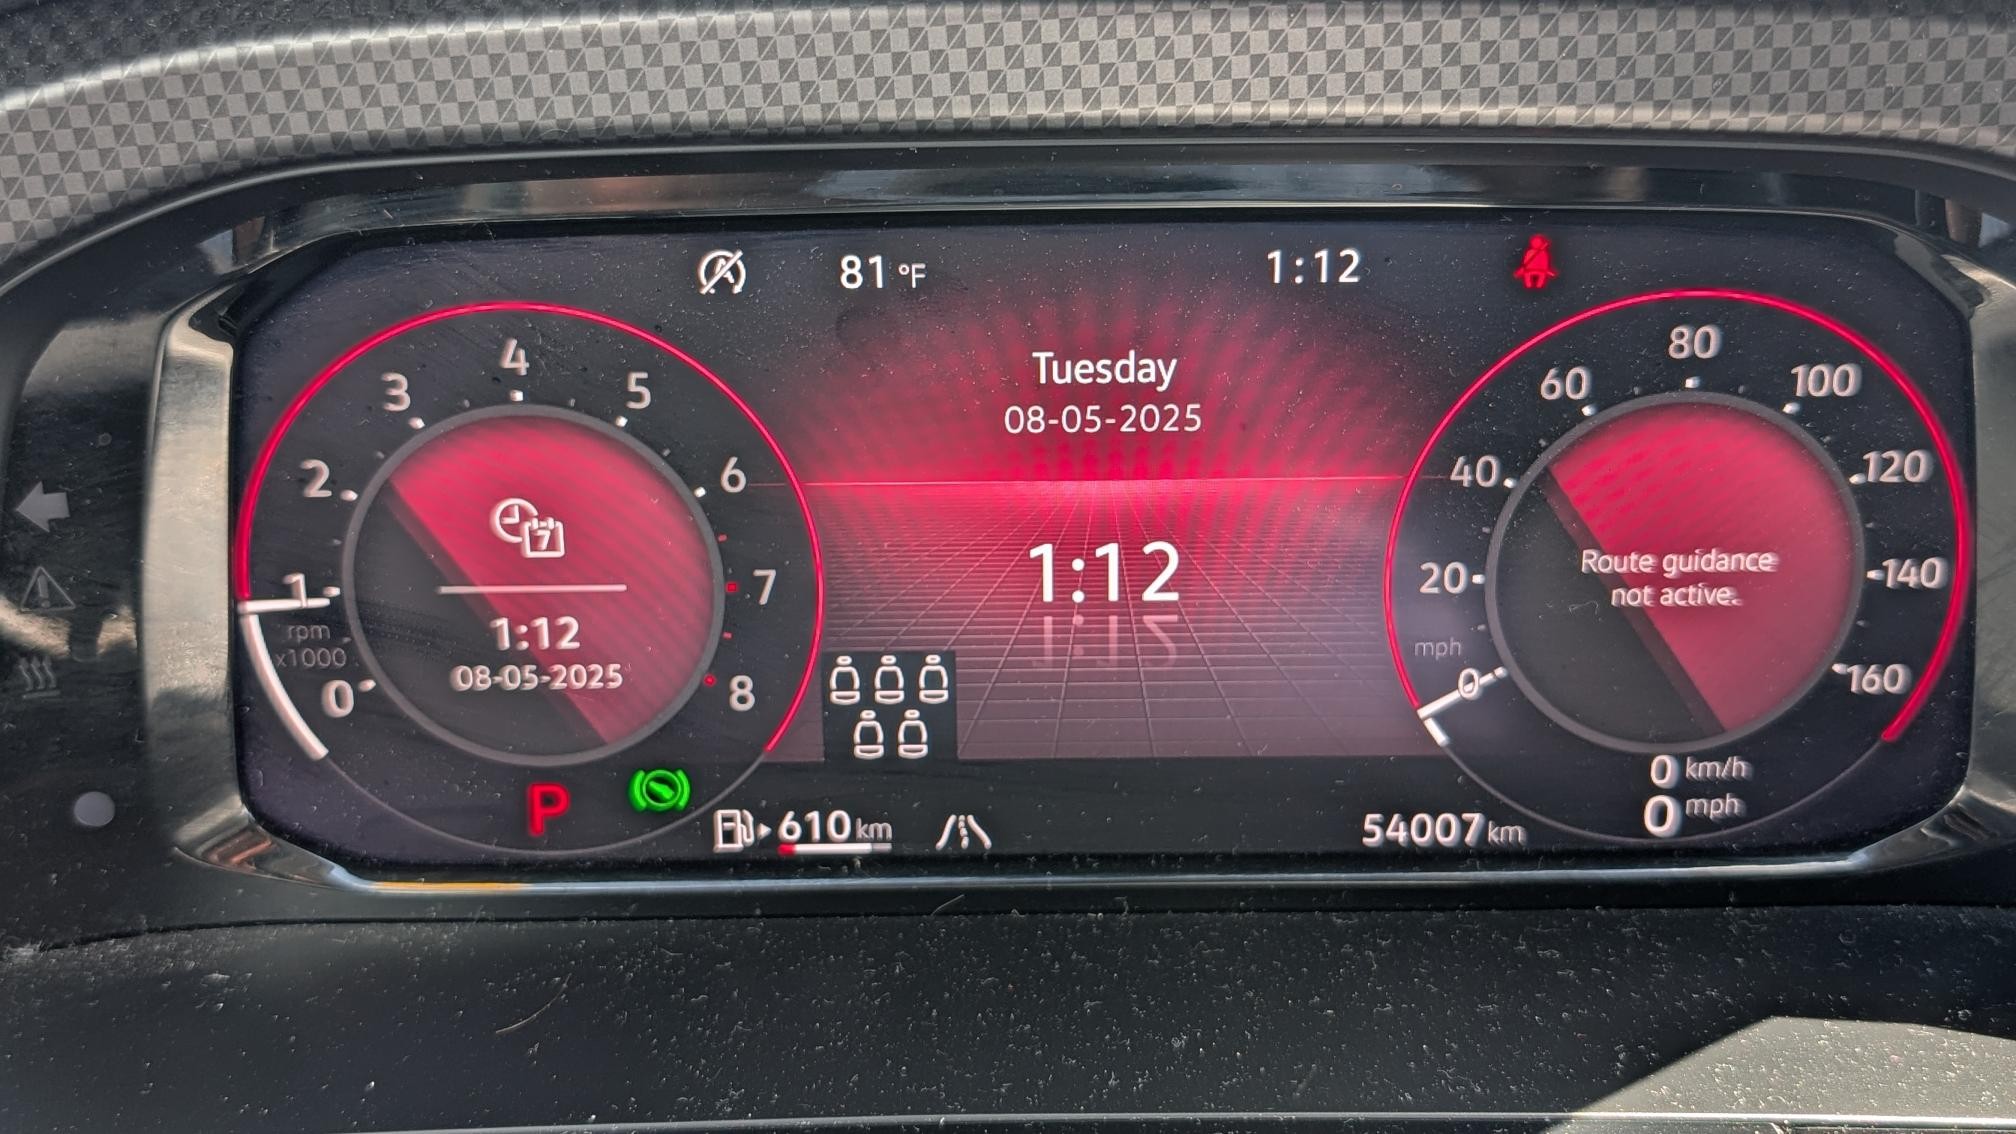 81 °F
1:12
Tuesday
08-05-2025
1:12
0
1
2
3
4
5
6
7
8
rpm
x1000
7
1:12
08-05-2025
0
20
40
60
80
100
120
140
160
mph
Route guidance
not active.
0 km/h
0 mph
P
610 km
54007 km